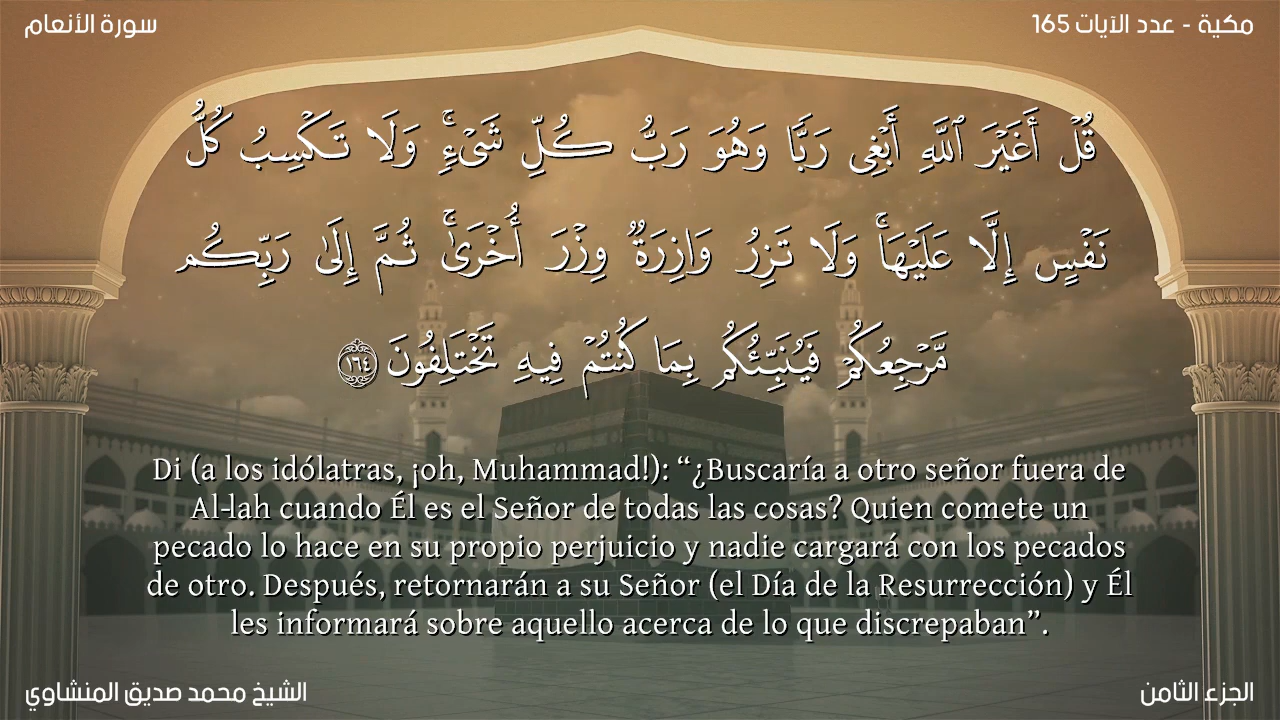 سورة الأنعام
مكية - عدد الآيات 165
قُلْ أَغَيْرَ ٱللَّهِ أَبْغِى رَبًّا وَهُوَ رَبُّ كُلِّ شَىْءٍ ۚ وَلَا تَكْسِبُ كُلُّ
نَفْسٍ إِلَّا عَلَيْهَا ۚ وَلَا تَزِرُ وَازِرَةٌ وِزْرَ أُخْرَىٰ ۚ ثُمَّ إِلَىٰ رَبِّكُم
مَّرْجِعُكُمْ فَيُنَبِّئُكُم بِمَا كُنتُمْ فِيهِ تَخْتَلِفُونَ ١٦٤
Di (a los idólatras, ¡oh, Muhammad!): “¿Buscaría a otro señor fuera de
Al-lah cuando Él es el Señor de todas las cosas? Quien comete un
pecado lo hace en su propio perjuicio y nadie cargará con los pecados
de otro. Después, retornarán a su Señor (el Día de la Resurrección) y Él
les informará sobre aquello acerca de lo que discrepaban”.
الشيخ محمد صديق المنشاوي
الجزء الثامن